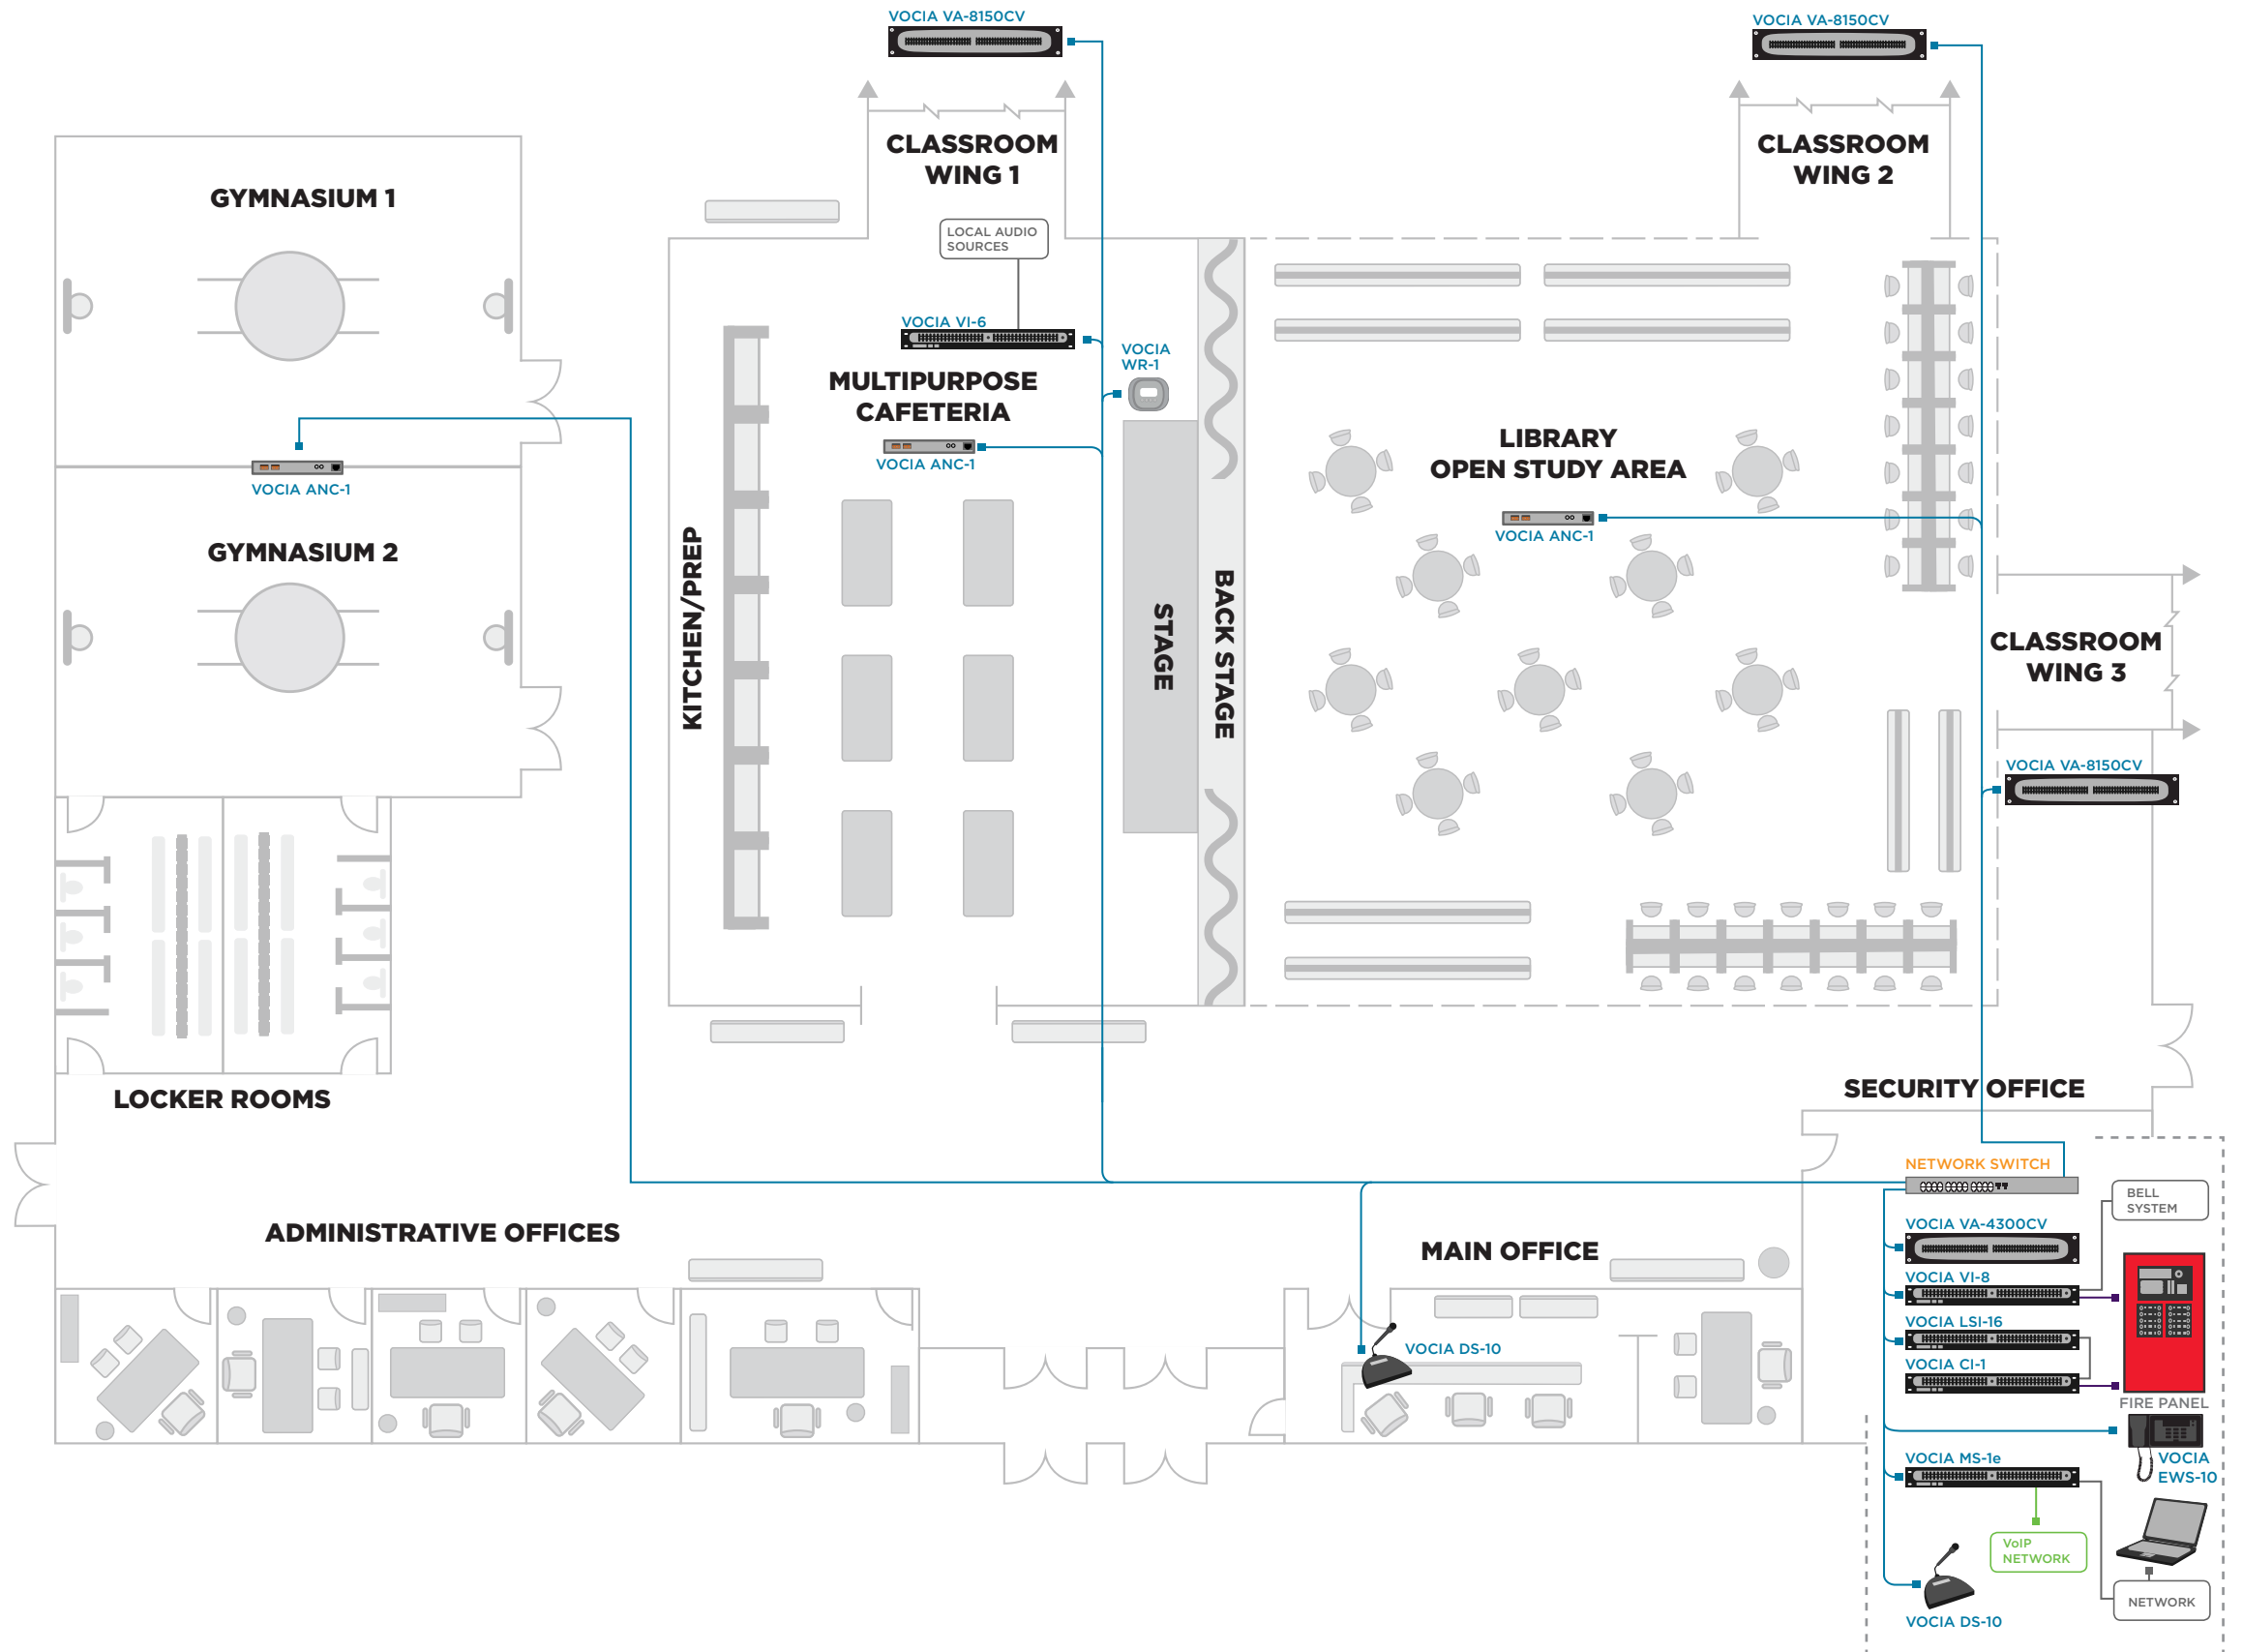 VOCIA VA-8150CV
VOCIA VA-8150CV
CLASSROOM
WING 1
CLASSROOM
WING 2
GYMNASIUM 1
LOCAL AUDIO
SOURCES
VOCIA VI-6
VOCIA
WR-1
MULTIPURPOSE
CAFETERIA
VOCIA ANC-1
LIBRARY
OPEN STUDY AREA
VOCIA ANC-1
VOCIA ANC-1
GYMNASIUM 2
KITCHEN/PREP
STAGE
BACK STAGE
CLASSROOM
WING 3
VOCIA VA-8150CV
LOCKER ROOMS
SECURITY OFFICE
NETWORK SWITCH
BELL
SYSTEM
ADMINISTRATIVE OFFICES
MAIN OFFICE
VOCIA VA-4300CV
VOCIA VI-8
VOCIA LSI-16
VOCIA DS-10
VOCIA CI-1
FIRE PANEL
VOCIA MS-1e
VOCIA
EWS-10
VoIP
NETWORK
NETWORK
VOCIA DS-10